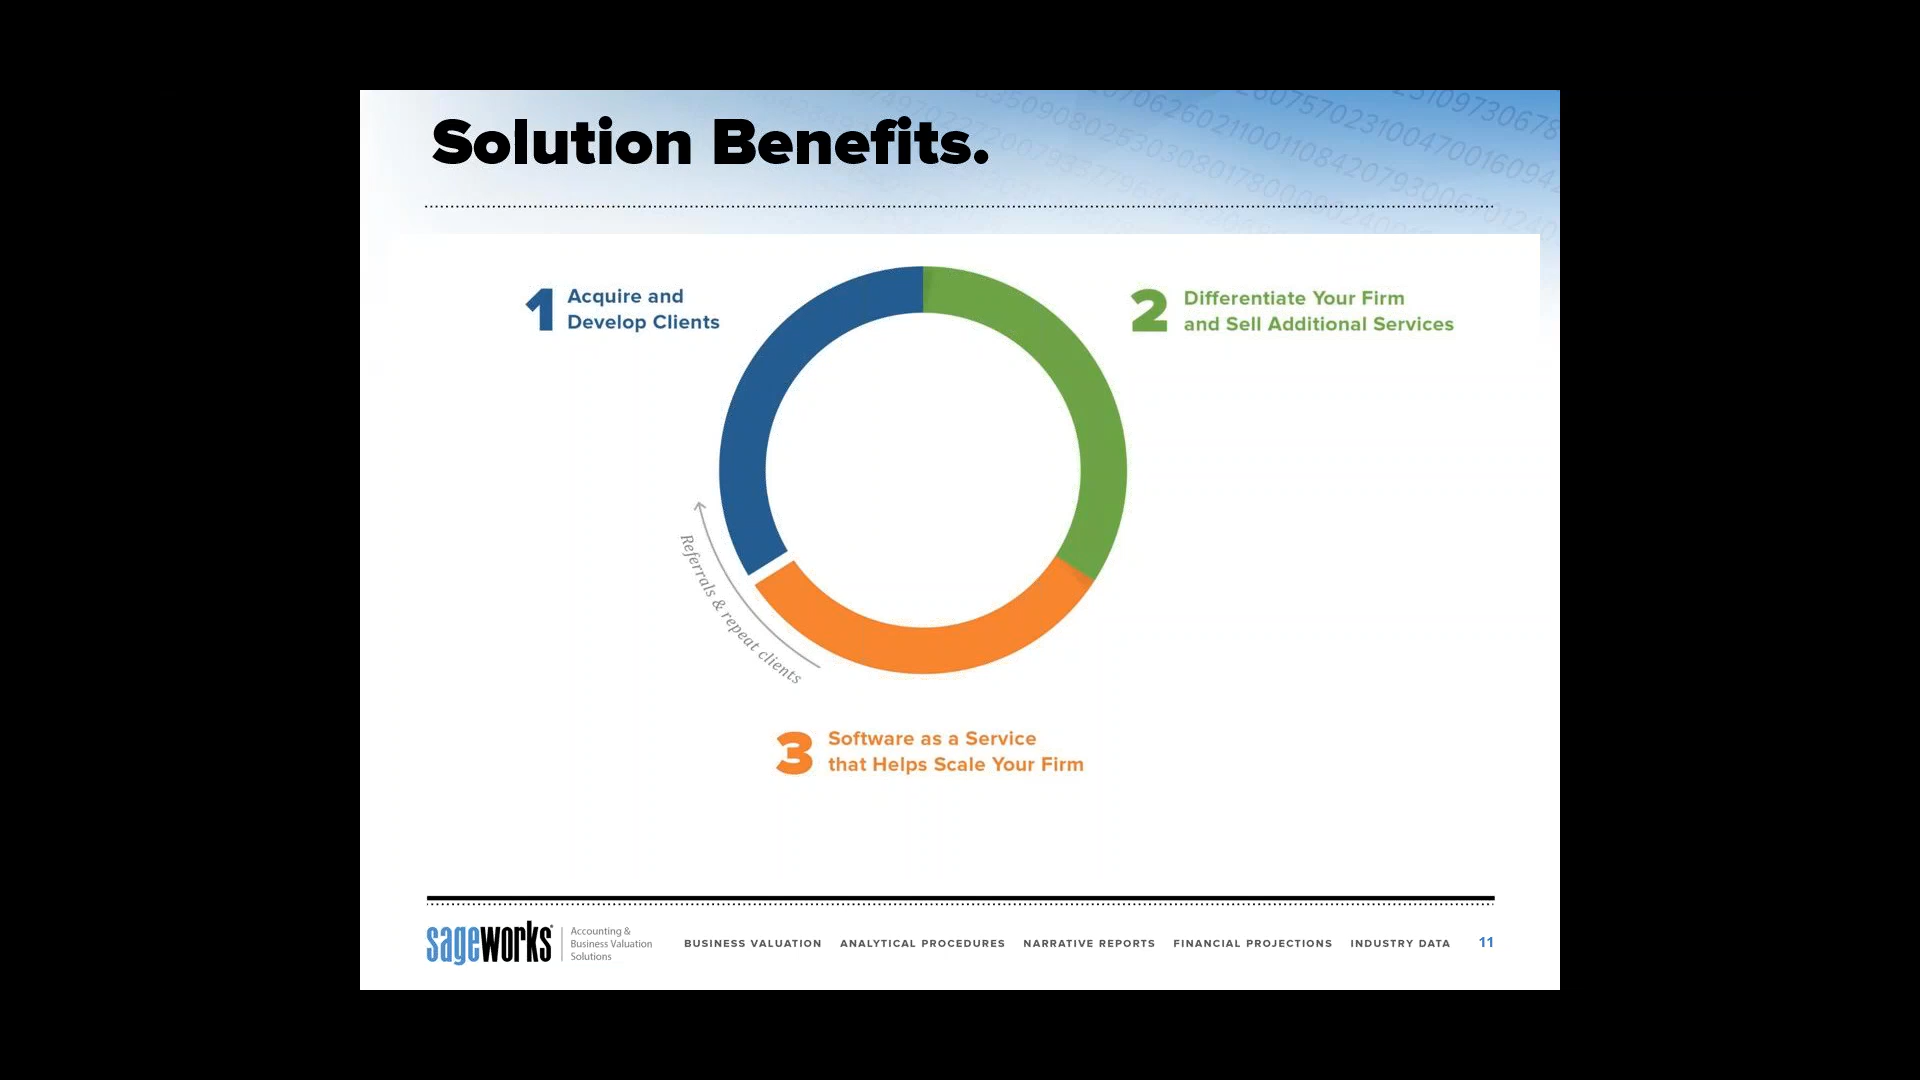 Solution Benefits.
1 Acquire and
Develop Clients
2 Differentiate Your Firm
and Sell Additional Services
Referrals & repeat clients
3 Software as a Service
that Helps Scale Your Firm
sageworks
Accounting &
Business Valuation
Solutions
BUSINESS VALUATION ANALYTICAL PROCEDURES NARRATIVE REPORTS FINANCIAL PROJECTIONS INDUSTRY DATA 11